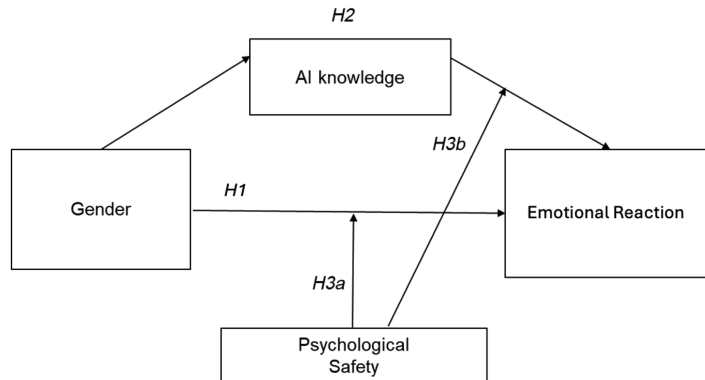 H2
AI knowledge
H3b
Gender
H1
Emotional Reaction
H3a
Psychological
Safety